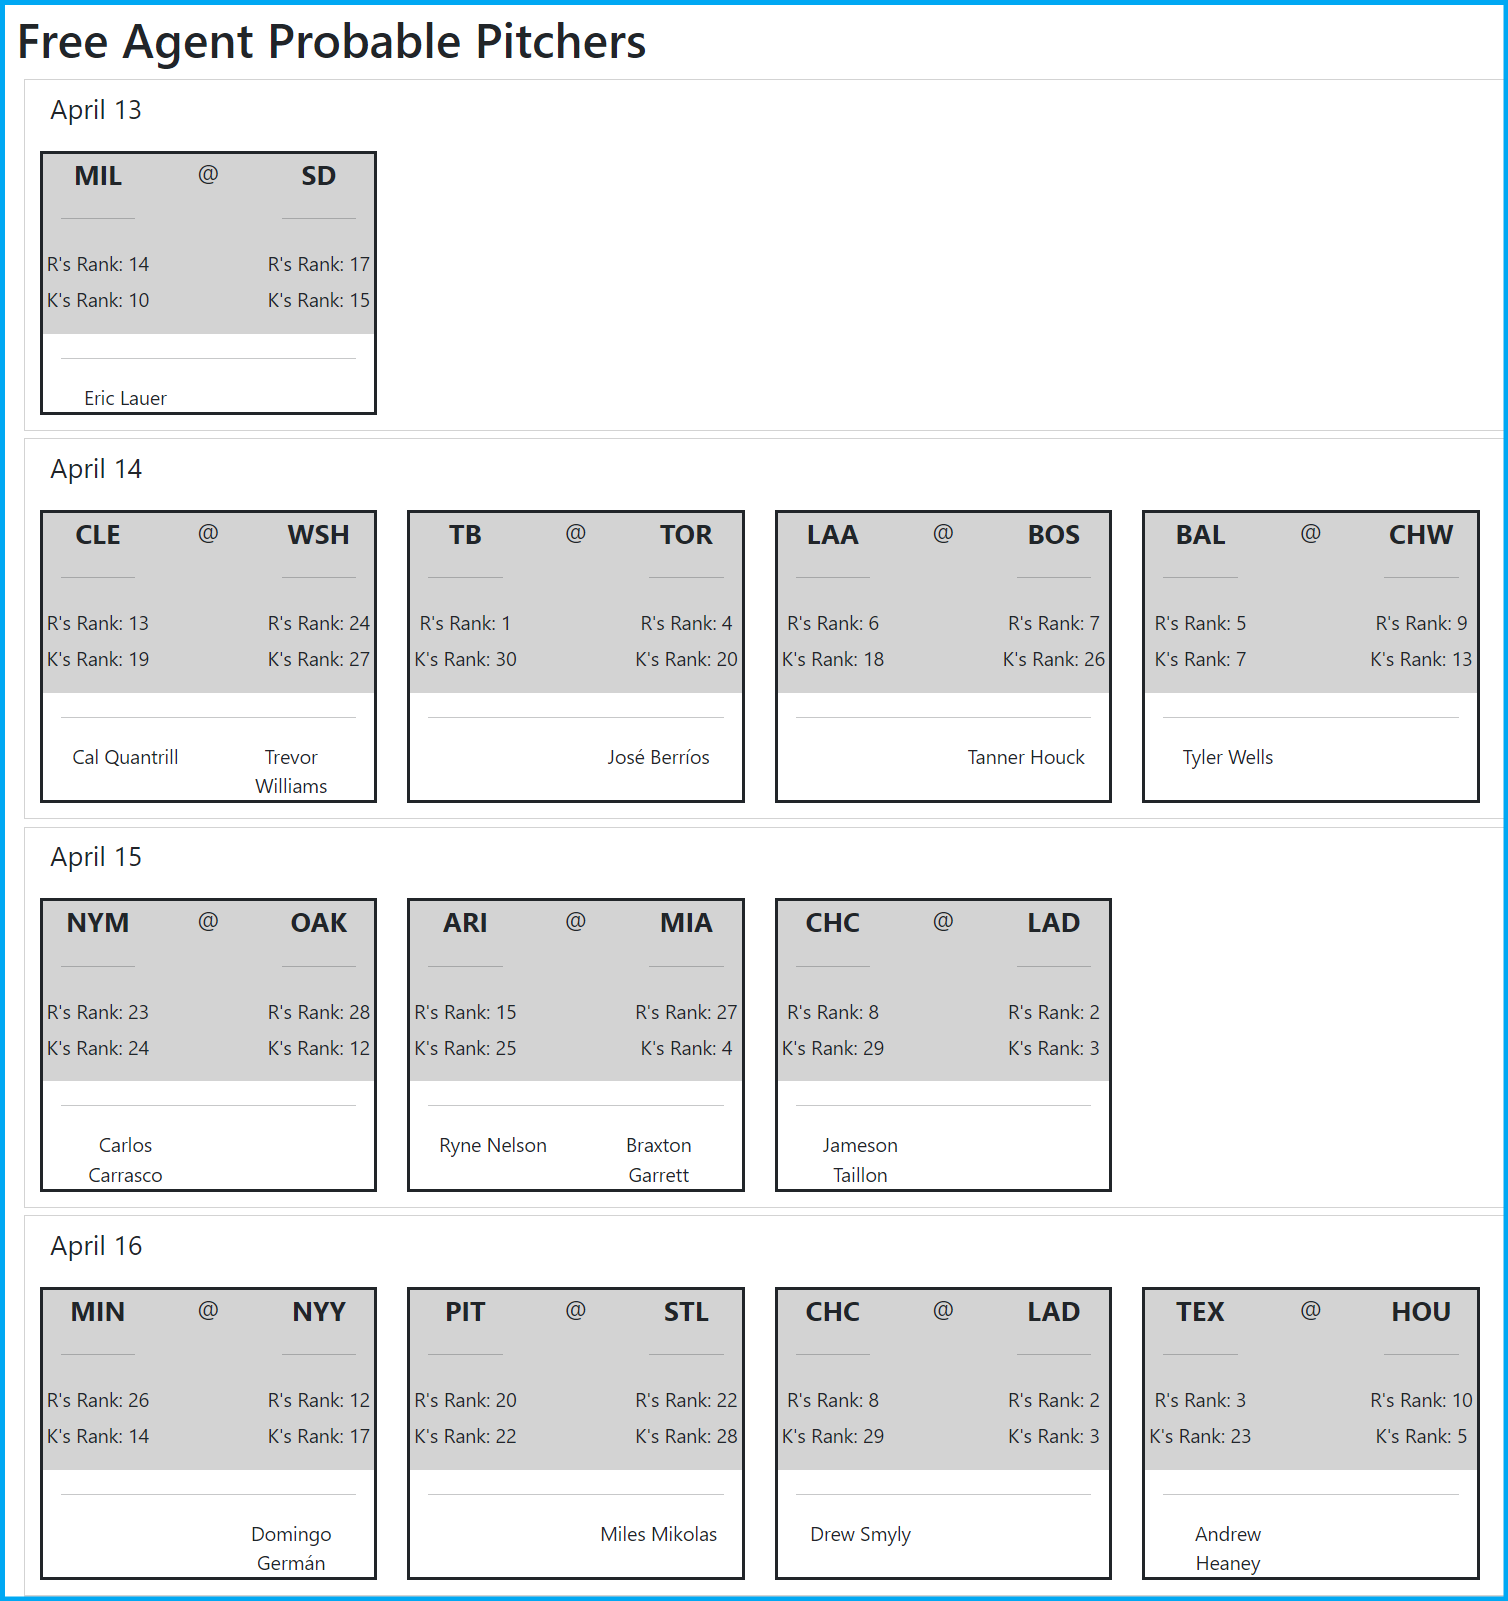 Free Agent Probable Pitchers
April 13
MIL @ SD
R's Rank: 14 R's Rank: 17
K's Rank: 10 K's Rank: 15
Eric Lauer
April 14
CLE @ WSH TB @ TOR LAA @ BOS BAL @ CHW
R's Rank: 13 R's Rank: 24 R's Rank: 1 R's Rank: 4 R's Rank: 6 R's Rank: 7 R's Rank: 5 R's Rank: 9
K's Rank: 19 K's Rank: 27 K's Rank: 30 K's Rank: 20 K's Rank: 18 K's Rank: 26 K's Rank: 7 K's Rank: 13
Cal Quantrill Trevor José Berríos Tanner Houck Tyler Wells
Williams
April 15
NYM @ OAK ARI @ MIA CHC @ LAD
R's Rank: 23 R's Rank: 28 R's Rank: 15 R's Rank: 27 R's Rank: 8 R's Rank: 2
K's Rank: 24 K's Rank: 12 K's Rank: 25 K's Rank: 4 K's Rank: 29 K's Rank: 3
Carlos Ryne Nelson Braxton Jameson
Carrasco Garrett Taillon
April 16
MIN @ NYY PIT @ STL CHC @ LAD TEX @ HOU
R's Rank: 26 R's Rank: 12 R's Rank: 20 R's Rank: 22 R's Rank: 8 R's Rank: 2 R's Rank: 3 R's Rank: 10
K's Rank: 14 K's Rank: 17 K's Rank: 22 K's Rank: 28 K's Rank: 29 K's Rank: 3 K's Rank: 23 K's Rank: 5
Domingo Miles Mikolas Drew Smyly Andrew
Germán Heaney